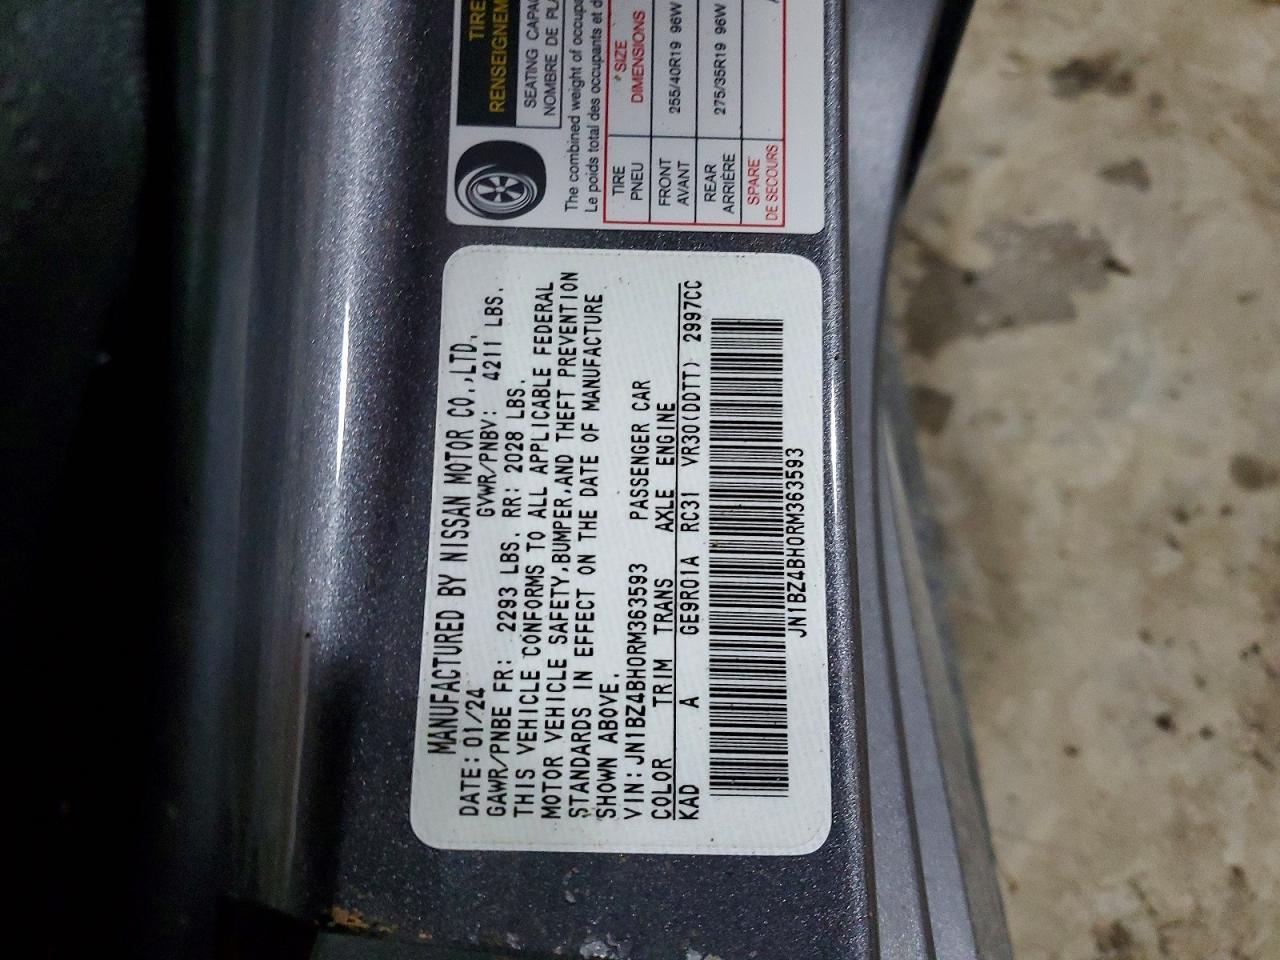 TIRE
RENSEIGNEM
SEATING CAPA
NOMBRE DE PL
The combined weight of occupa
Le poids total des occupants et d
TIRE SIZE
PNEU DIMENSIONS
FRONT
AVANT 255/40R19 96W
REAR
ARRIÈRE 275/35R19 96W
SPARE
DE SECOURS
MANUFACTURED BY NISSAN MOTOR CO.,LTD.
DATE:01/24 GVWR/PNBV: 4211 LBS.
GAWR/PNBE FR: 2293 LBS. RR: 2028 LBS.
THIS VEHICLE CONFORMS TO ALL APPLICABLE FEDERAL
MOTOR VEHICLE SAFETY,BUMPER,AND THEFT PREVENTION
STANDARDS IN EFFECT ON THE DATE OF MANUFACTURE
SHOWN ABOVE.
VIN:JN1BZ4BH0RM363593 PASSENGER CAR
COLOR TRIM TRANS AXLE ENGINE
KAD A GE9R01A RC31 VR30(DDTT) 2997CC
JN1BZ4BH0RM363593